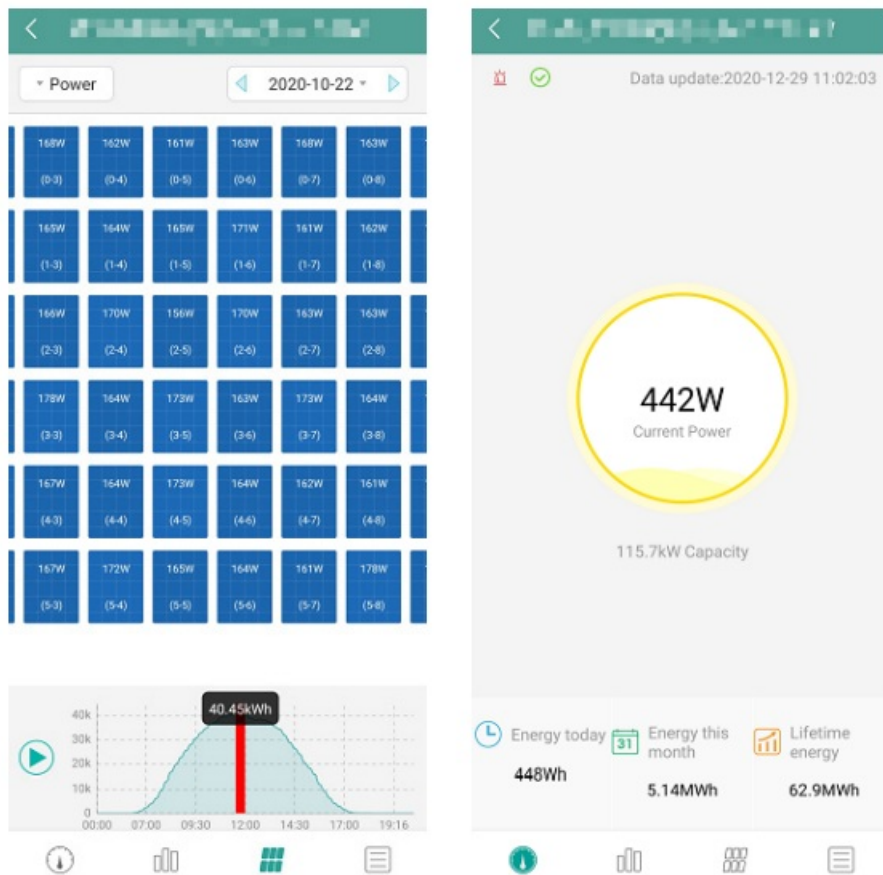 Power
2020-10-22
168W 162W 161W 163W 168W 163W
(0-3) (0-4) (0-5) (0-6) (0-7) (0-8)
165W 164W 165W 171W 161W 162W
(1-3) (1-4) (1-5) (1-6) (1-7) (1-8)
166W 170W 156W 170W 163W 163W
(2-3) (2-4) (2-5) (2-6) (2-7) (2-8)
178W 164W 173W 163W 173W 164W
(3-3) (3-4) (3-5) (3-6) (3-7) (3-8)
167W 164W 173W 164W 162W 161W
(4-3) (4-4) (4-5) (4-6) (4-7) (4-8)
167W 172W 165W 164W 161W 178W
(5-3) (5-4) (5-5) (5-6) (5-7) (5-8)
40.45kWh
40k
30k
20k
10k
0
00:00 07:00 09:30 12:00 14:30 17:00 19:16
Data update:2020-12-29 11:02:03
442W
Current Power
115.7kW Capacity
Energy today
448Wh
31
Energy this
month
5.14MWh
Lifetime
energy
62.9MWh